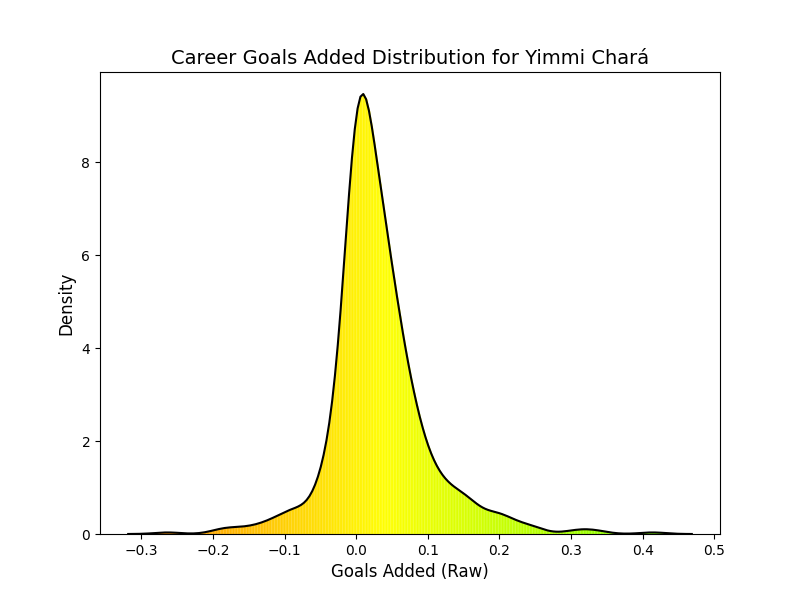 Career Goals Added Distribution for Yimmi Chará
Density
8
6
4
2
0
−0.3 −0.2 −0.1 0.0 0.1 0.2 0.3 0.4 0.5
Goals Added (Raw)